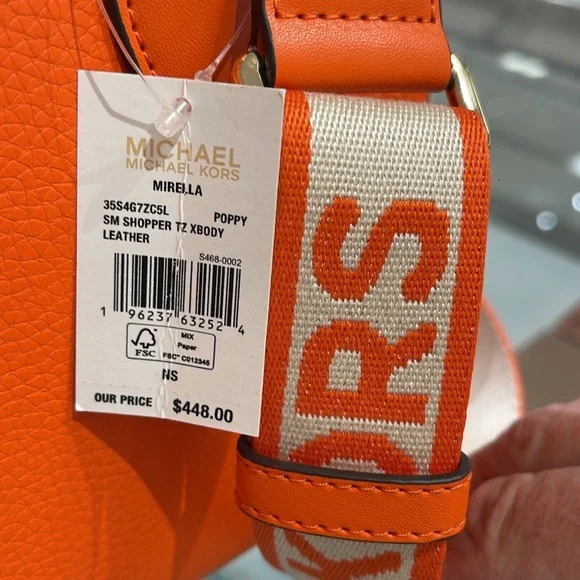 MICHAEL
MICHAEL KORS
MIRELLA
35S4G7ZC5L POPPY
SM SHOPPER TZ XBODY
LEATHER
S468-0002
1 96237 63252 4
FSC
MIX
Paper
FSC® C012345
NS
OUR PRICE $448.00
KORS